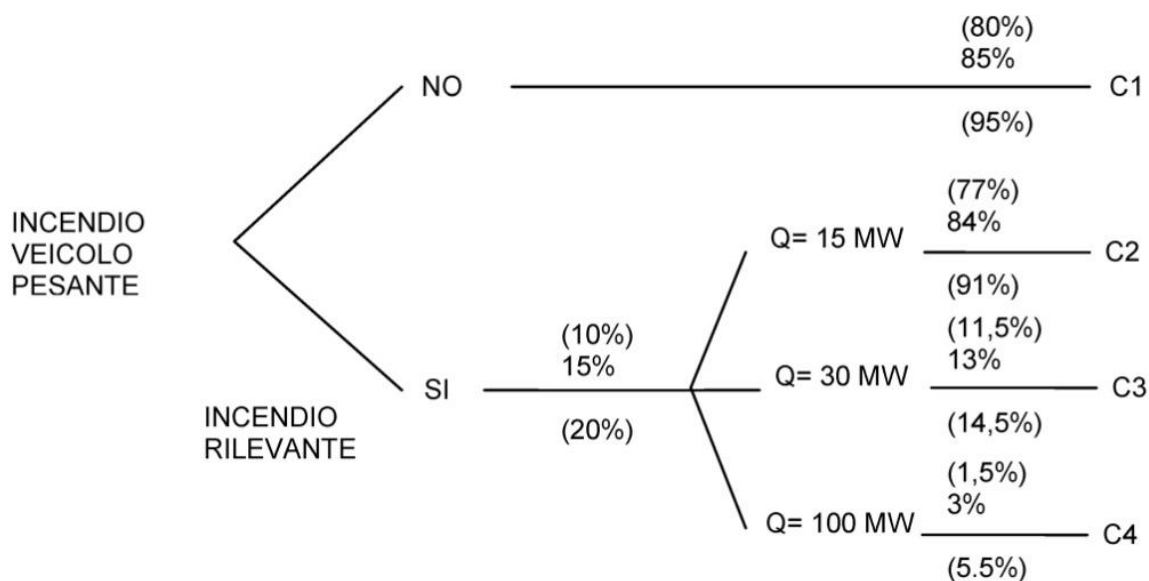 (80%)
85%
NO
C1
(95%)
(77%)
84%
INCENDIO
VEICOLO
PESANTE
Q= 15 MW
C2
(91%)
(10%)
15%
(11,5%)
13%
SI
Q= 30 MW
C3
INCENDIO
RILEVANTE
(20%)
(14,5%)
(1,5%)
3%
Q= 100 MW
C4
(5.5%)